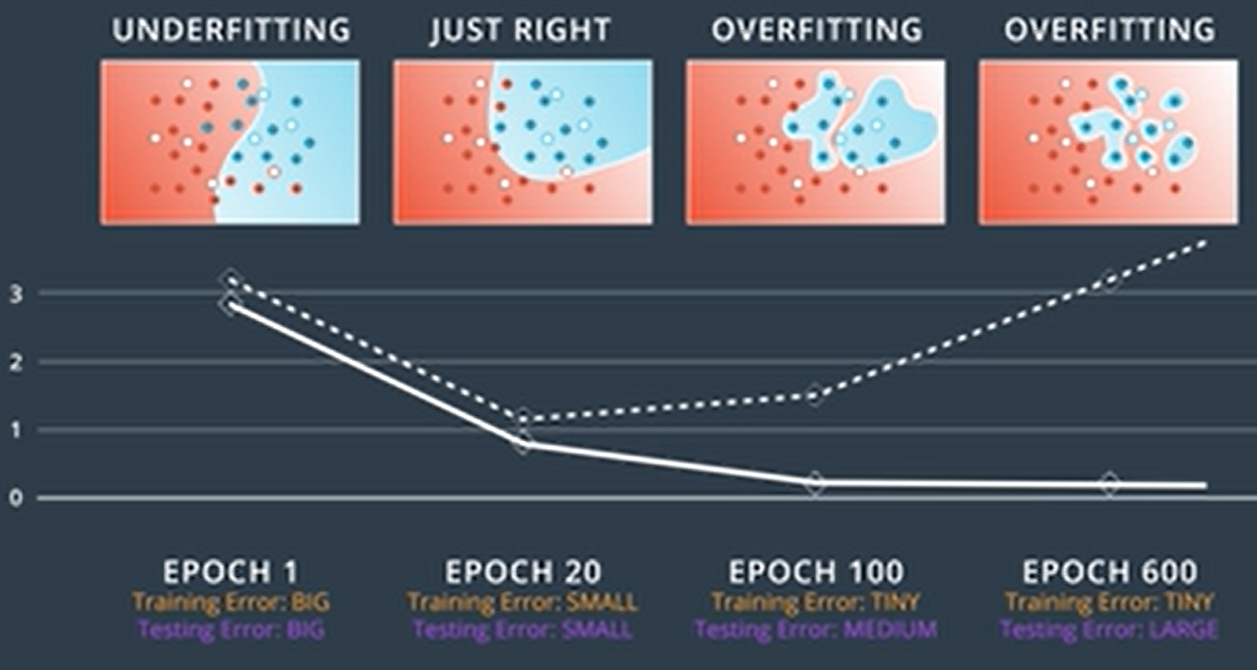 UNDERFITTING
JUST RIGHT
OVERFITTING
OVERFITTING
3
2
1
0
EPOCH 1
Training Error: BIG
Testing Error: BIG
EPOCH 20
Training Error: SMALL
Testing Error: SMALL
EPOCH 100
Training Error: TINY
Testing Error: MEDIUM
EPOCH 600
Training Error: TINY
Testing Error: LARGE